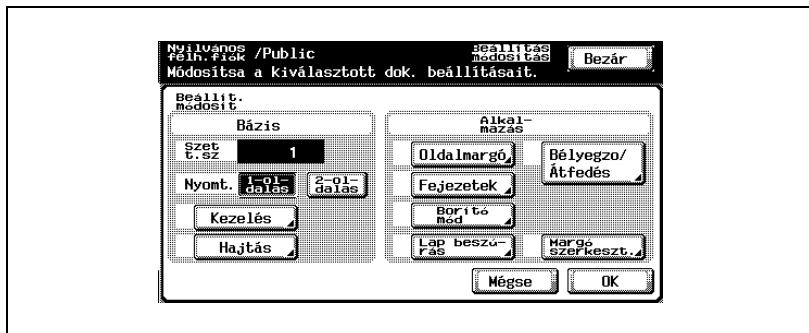 Nyilvános
felh.fiók /Public
Beállítás
módosítás
Bezár
Módosítsa a kiválasztott dok. beállításait.
Beállít.
módosít
Bázis
Szet
t.sz
1
Nyomt.
1-ol-
dalas
2-ol-
dalas
Kezelés
Hajtás
Alkal-
mazás
Oldalmargó
Bélyegzo/
Átfedés
Fejezetek
Borító
mód
Lap beszú-
rás
Margó
szerkeszt.
Mégse
OK